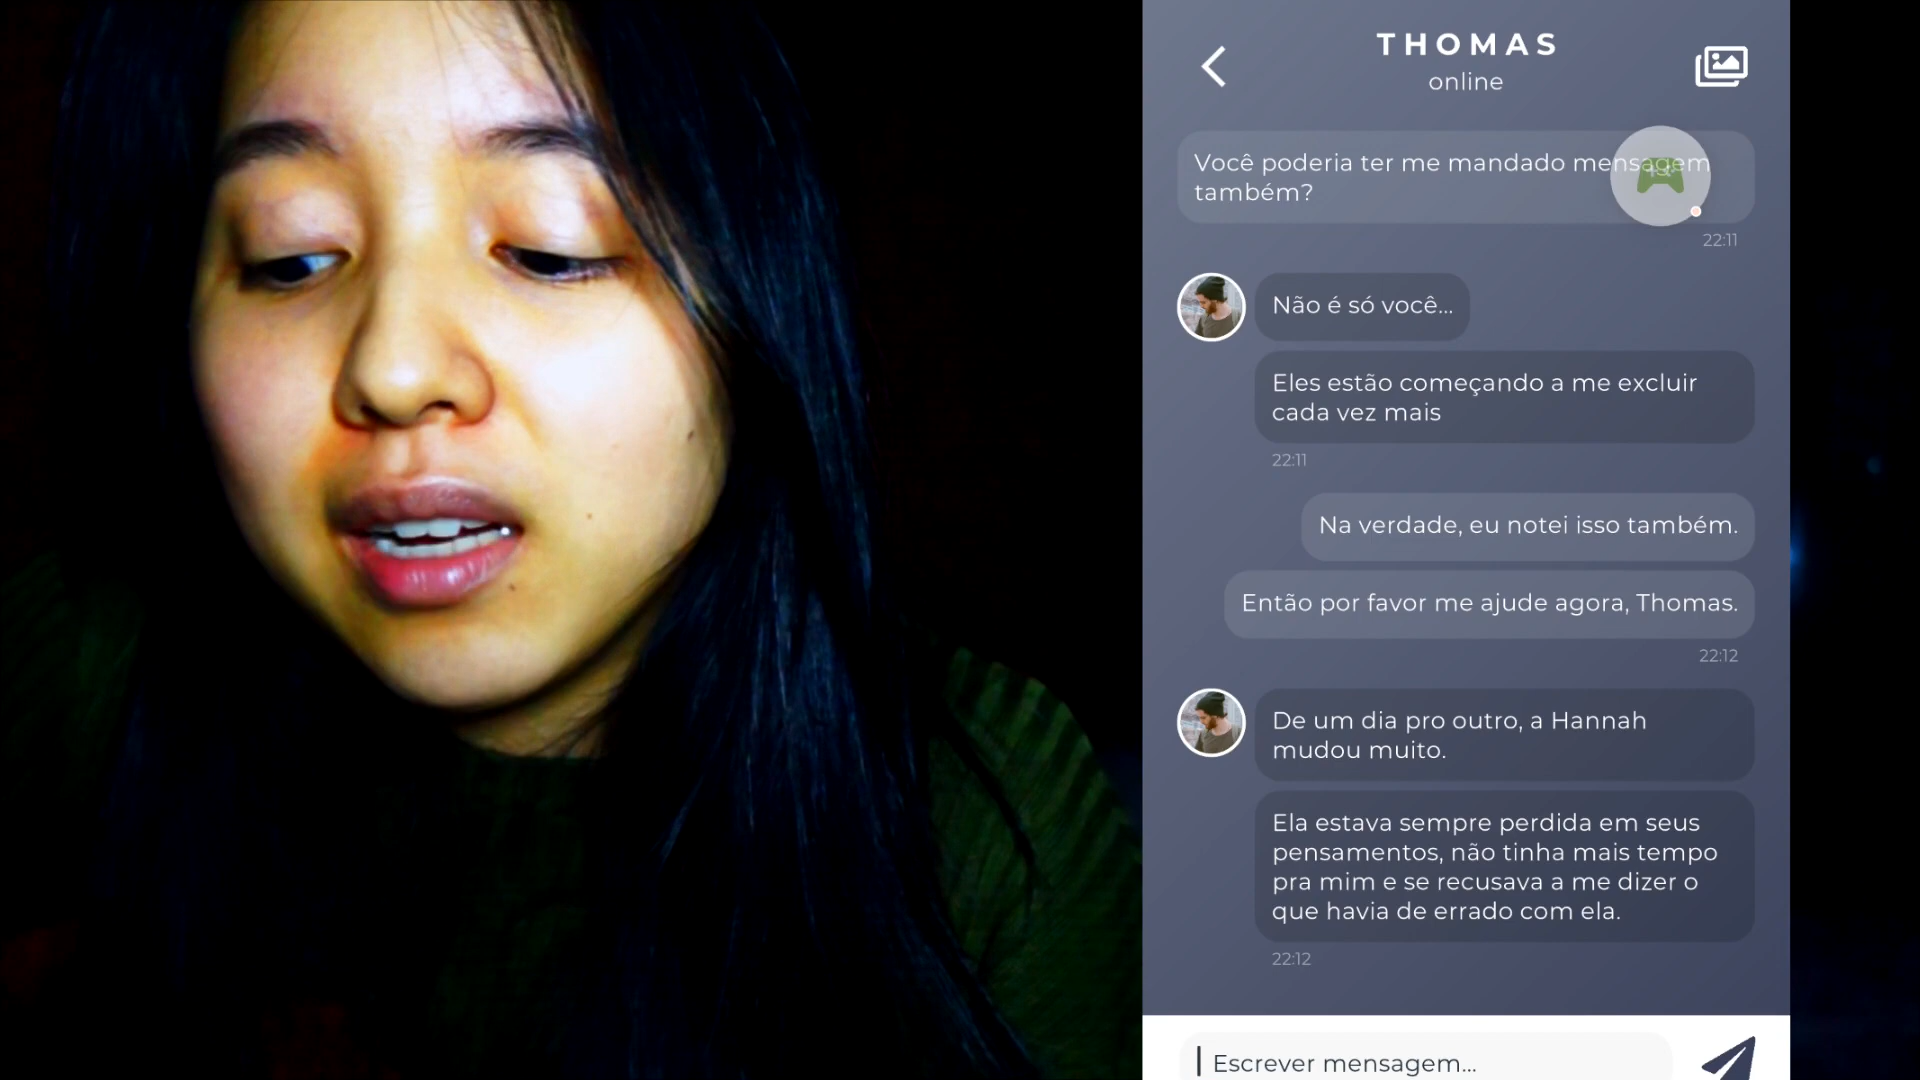 THOMAS
online
Você poderia ter me mandado mensagem
também?
22:11
Não é só você...
Eles estão começando a me excluir
cada vez mais
22:11
Na verdade, eu notei isso também.
Então por favor me ajude agora, Thomas.
22:12
De um dia pro outro, a Hannah
mudou muito.
Ela estava sempre perdida em seus
pensamentos, não tinha mais tempo
pra mim e se recusava a me dizer o
que havia de errado com ela.
22:12
Escrever mensagem...